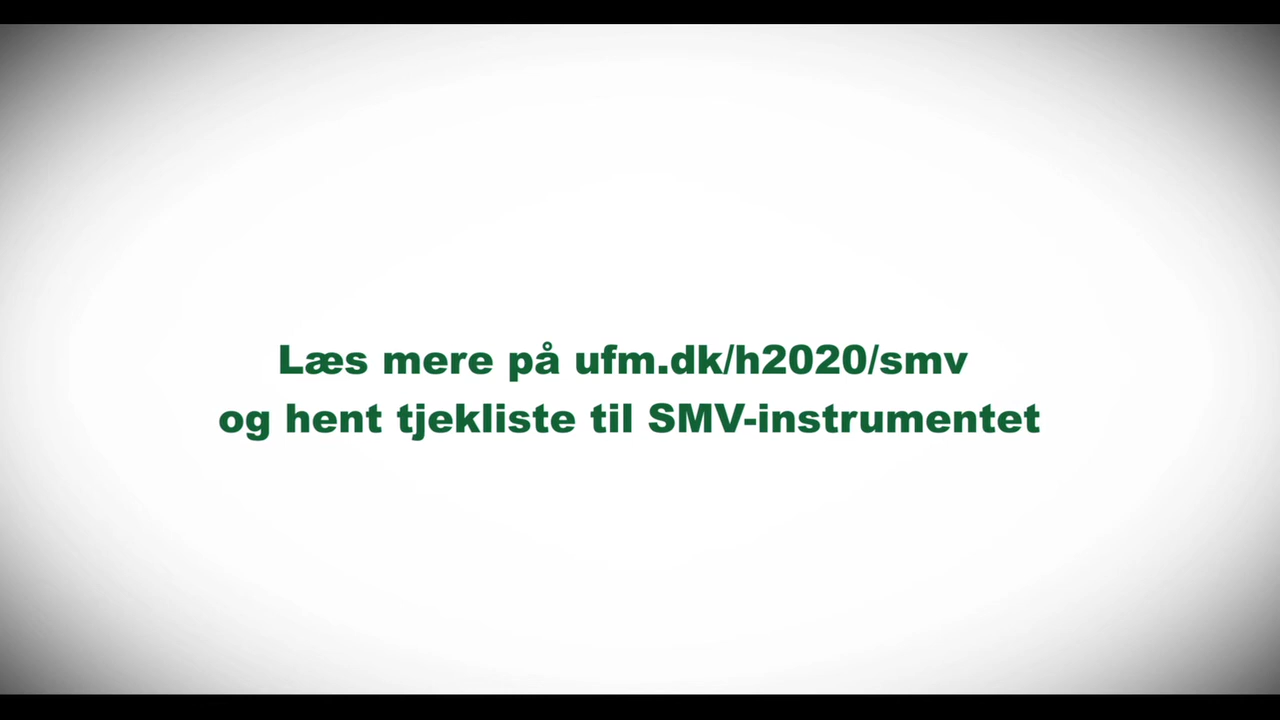 Læs mere på ufm.dk/h2020/smv
og hent tjekliste til SMV-instrumentet